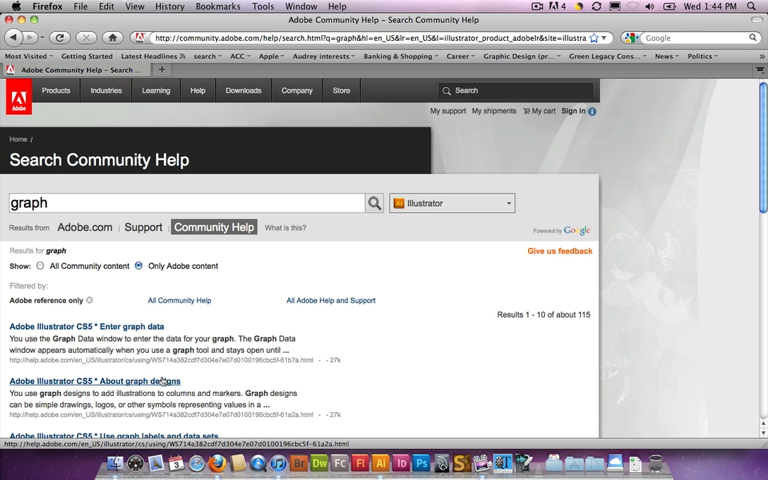 Firefox File Edit View History Bookmarks Tools Window Help
4 Wed 1:44 PM
Adobe Community Help - Search Community Help
http://community.adobe.com/help/search.html?q=graph&hl=en_US&lr=en_US&l=illustrator_product_adobelr&site=illustra
Google
Most Visited Getting Started Latest Headlines search ACC Apple Audrey interests Banking & Shopping Career Graphic Design (pr... Green Legacy Cons... News Politics
Adobe Community Help - Search ...
Adobe
Products Industries Learning Help Downloads Company Store Search
My support My shipments My cart Sign in
Home /
Search Community Help
graph
Ai Illustrator
Results from Adobe.com Support Community Help What is this?
Powered by Google
Results for graph
Give us feedback
Show: All Community content Only Adobe content
Filtered by:
Adobe reference only All Community Help All Adobe Help and Support
Results 1 - 10 of about 115
Adobe Illustrator CS5 * Enter graph data
You use the Graph Data window to enter the data for your graph. The Graph Data
window appears automatically when you use a graph tool and stays open until ...
http://help.adobe.com/en_US/illustrator/cs/using/WS714a382cdf7d304e7e07d0100196cbc5f-61b7a.html - - 27k
Adobe Illustrator CS5 * About graph designs
You use graph designs to add illustrations to columns and markers. Graph designs
can be simple drawings, logos, or other symbols representing values in a ...
http://help.adobe.com/en_US/illustrator/cs/using/WS714a382cdf7d304e7e07d0100196cbc5f-61a2a.html - - 27k
Adobe Illustrator CS5 * Use graph labels and data sets
http://help.adobe.com/en_US/illustrator/cs/using/WS714a382cdf7d304e7e07d0100196cbc5f-61a2a.html
3 Br Dw Fc Fl Ai Id Ps T